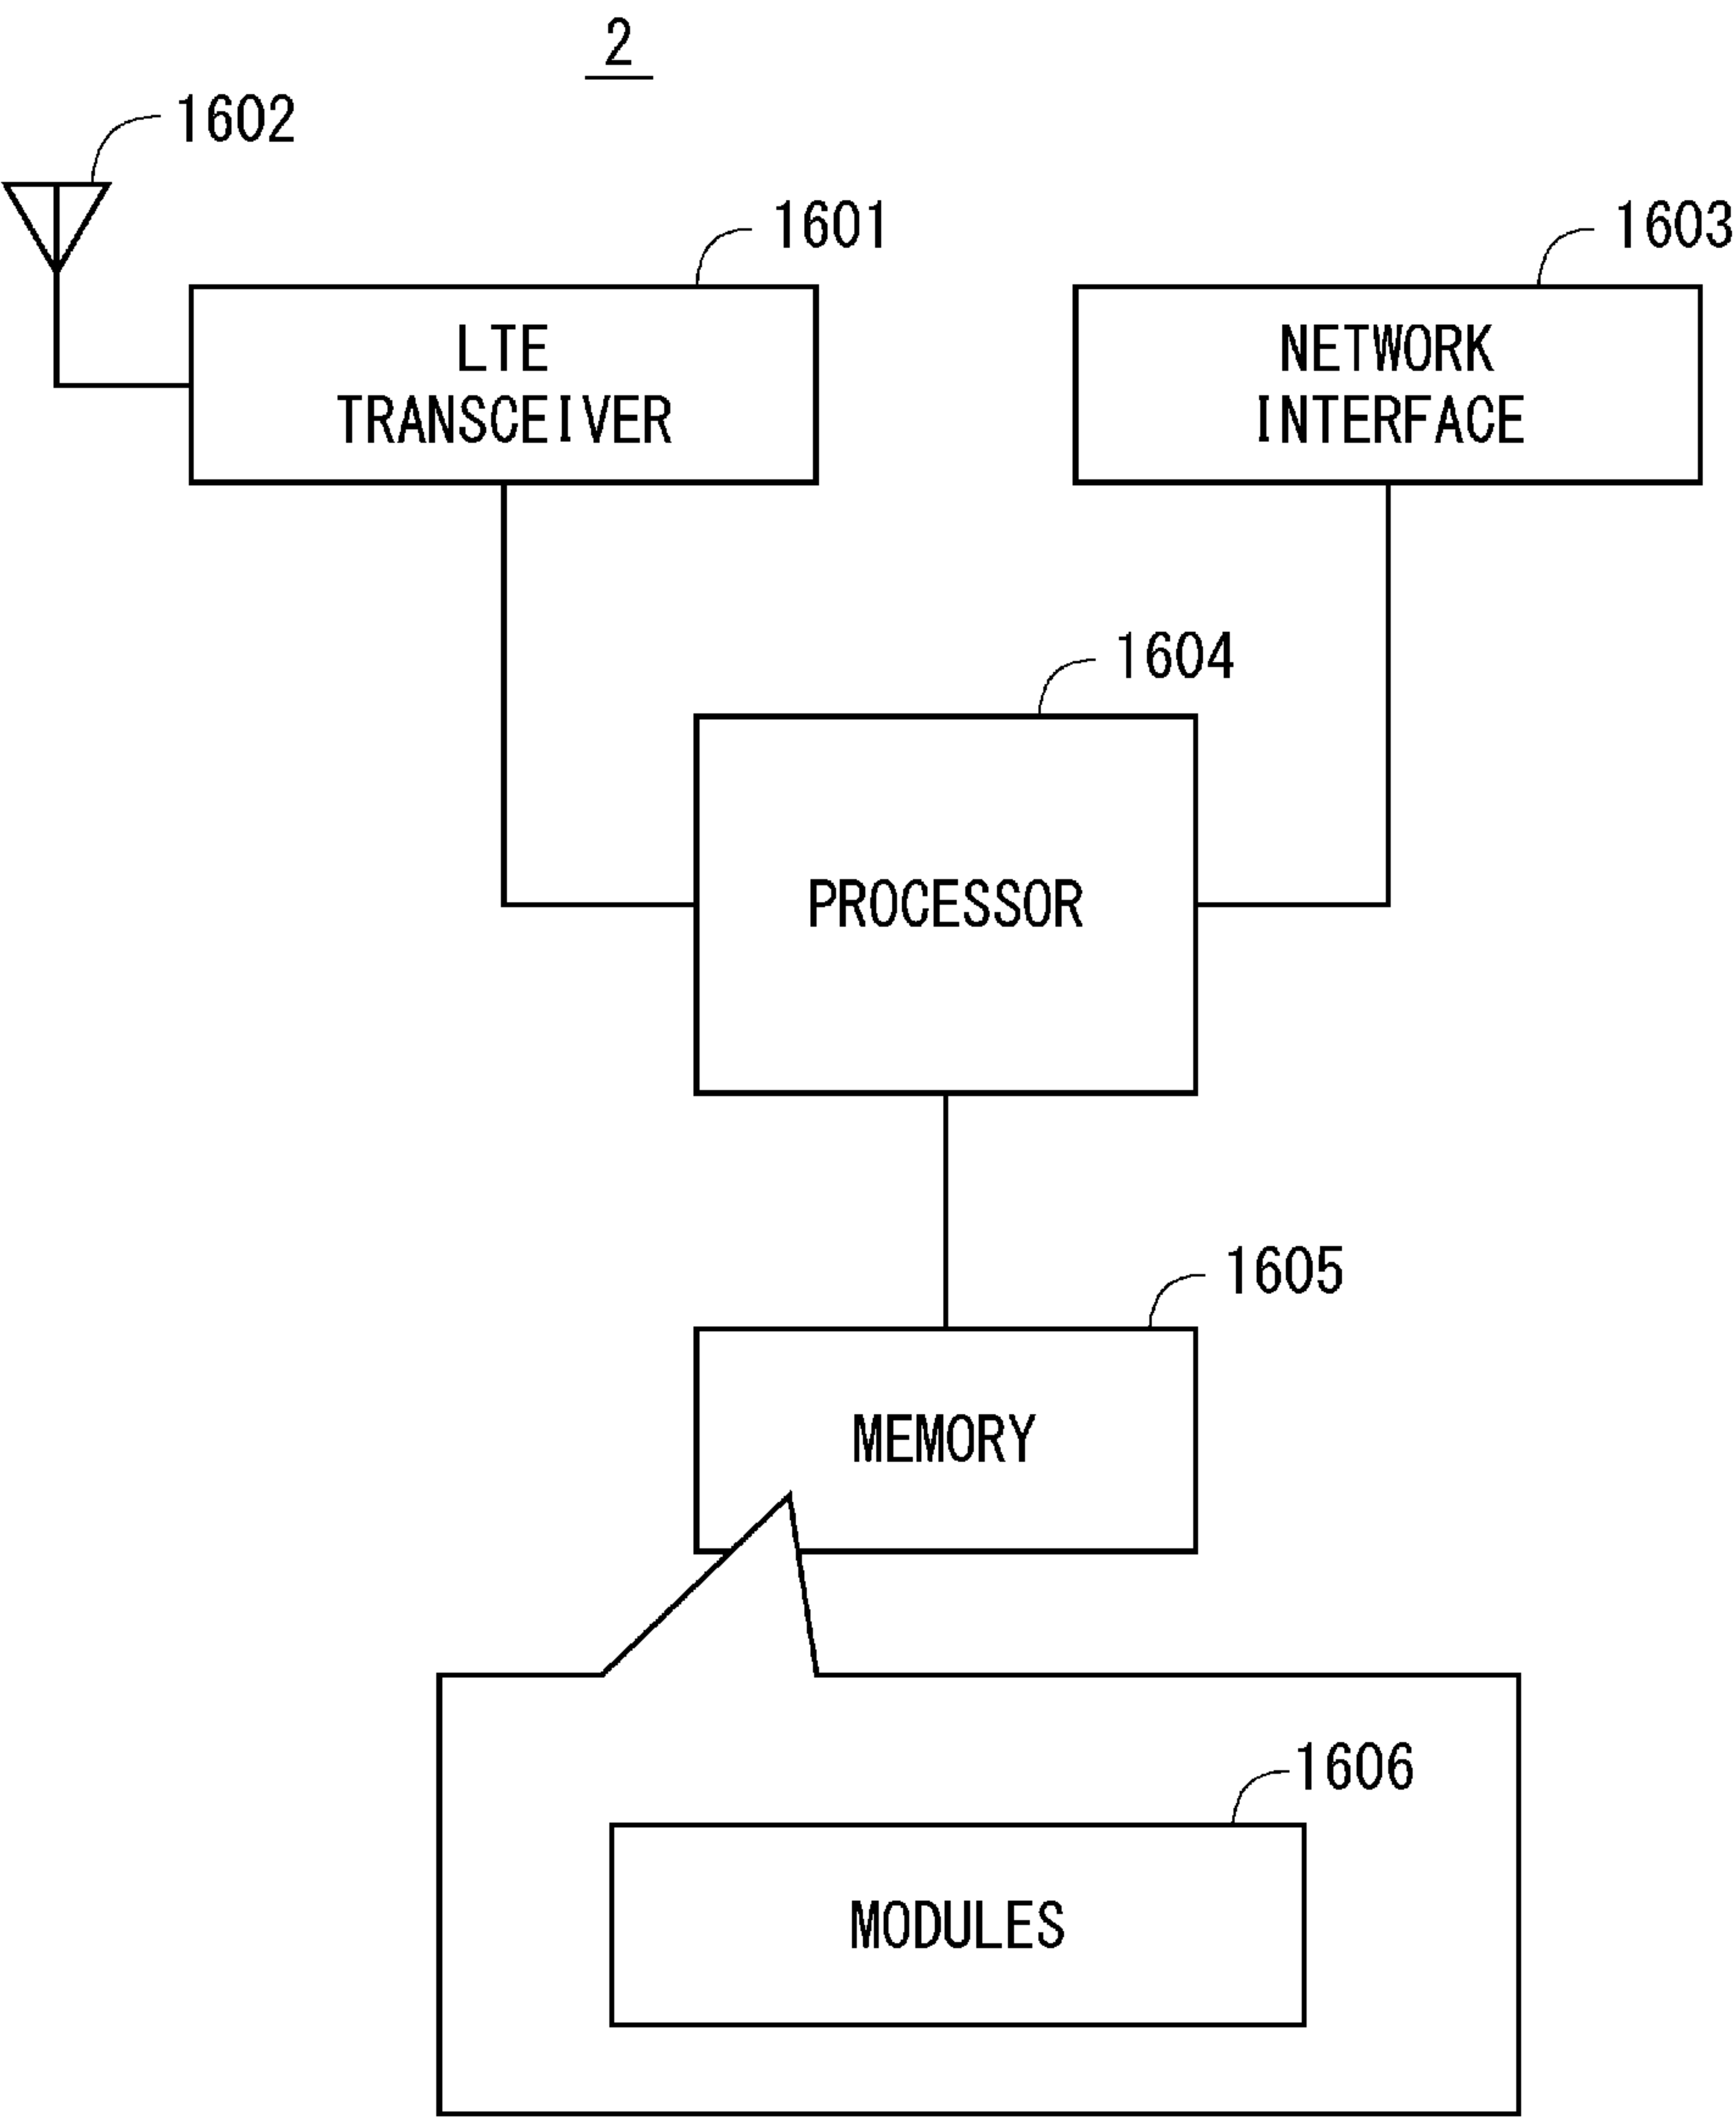 2
1602
1601
1603
LTE
TRANSCEIVER
NETWORK
INTERFACE
1604
PROCESSOR
1605
MEMORY
1606
MODULES